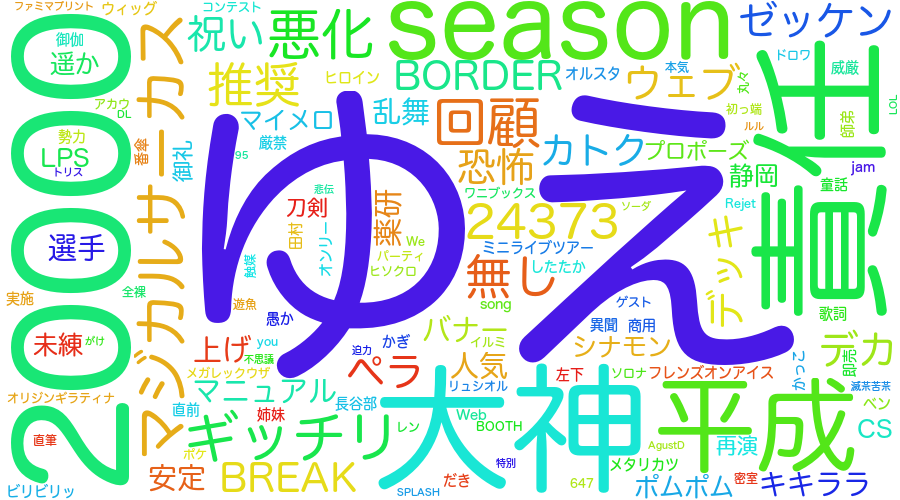 ファミマプリント
ウィッグ
コンテスト
祝い
悪化
season
ゼッケン
御伽
遥か
マジカルサーニーカス
推奨
ヒロイン
BORDER
オルスタ
本気
ウェブ
丸々
ドロワ
威厳
責任
LOL
アカウ
DL
マイメロ
乱舞
回顧
初っ端
師弟
ルル
勢力
LPS
トリス
番傘
御礼
厳禁
95
ゆえ
恐怖
カトク
プロポーズ
静岡
jam
童話
悲伝
ワニブックス
刀剣
薬研
24373
ソーダ
Rejet
200000
選手
田村
オンリー
We
パーティ
ヒソクロ
ミニライブツアー
したたか
デッキ
触媒
無し
全裸
実施
遊魚
愚か
song
ゲスト
歌詞
未練
がけ
上げ
you
不思議
迫力
かぎ
バナー
イルミ
異聞
商用
シナモン
デカ
即売
かっこ
メガレックウザ
ペラ
人気
リュシオル
左下
ソロナ
フレンズオンアイス
滅茶苦茶
オリジンギラティナ
直前
マニュアル
姉妹
長谷部
レン
Web
BOOTH
大神
平成
ベン
CS
直筆
ギッチリ
ポケ
特別
AgustD
再演
メタリカツ
ビリビリッ
安定
BREAK
SPLASH
だき
647
ポムポム
密室
キキララ